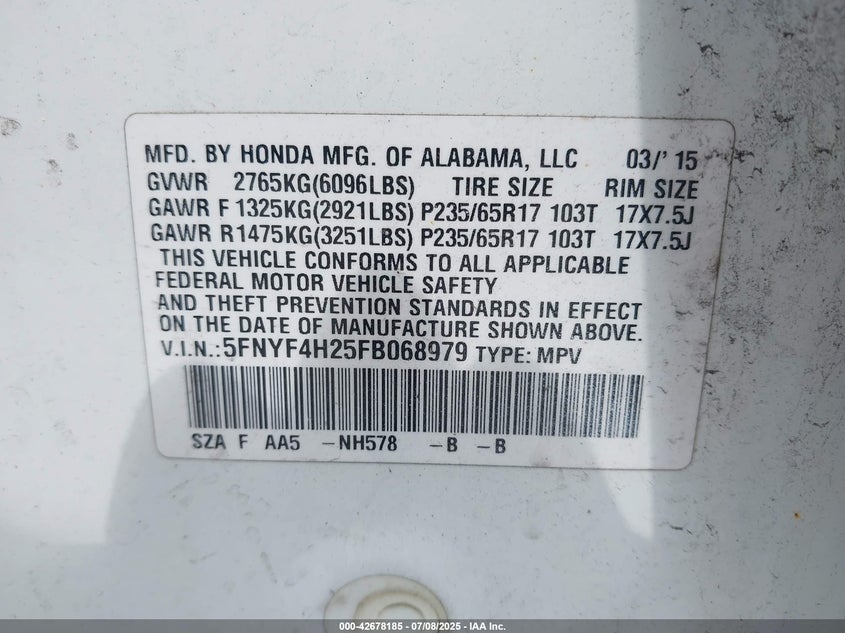 MFD. BY HONDA MFG. OF ALABAMA, LLC 03/'15
GVWR 2765KG(6096LBS) TIRE SIZE RIM SIZE
GAWR F 1325KG(2921LBS) P235/65R17 103T 17X7.5J
GAWR R1475KG(3251LBS) P235/65R17 103T 17X7.5J
THIS VEHICLE CONFORMS TO ALL APPLICABLE
FEDERAL MOTOR VEHICLE SAFETY
AND THEFT PREVENTION STANDARDS IN EFFECT
ON THE DATE OF MANUFACTURE SHOWN ABOVE.
V.I.N.:5FNYF4H25FB068979 TYPE: MPV
SZA F AA5 -NH578 -B -B
000-42678185 - 07/08/2025 - IAA Inc.